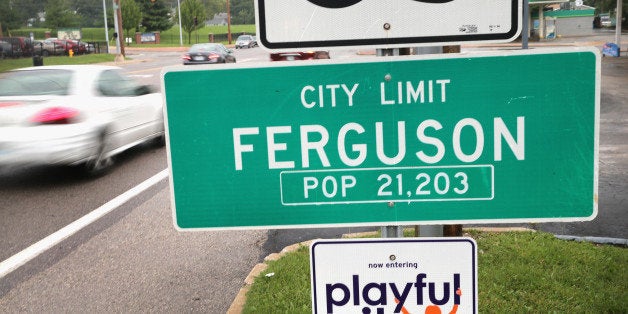 CITY LIMIT
FERGUSON
POP 21,203
now entering
playful